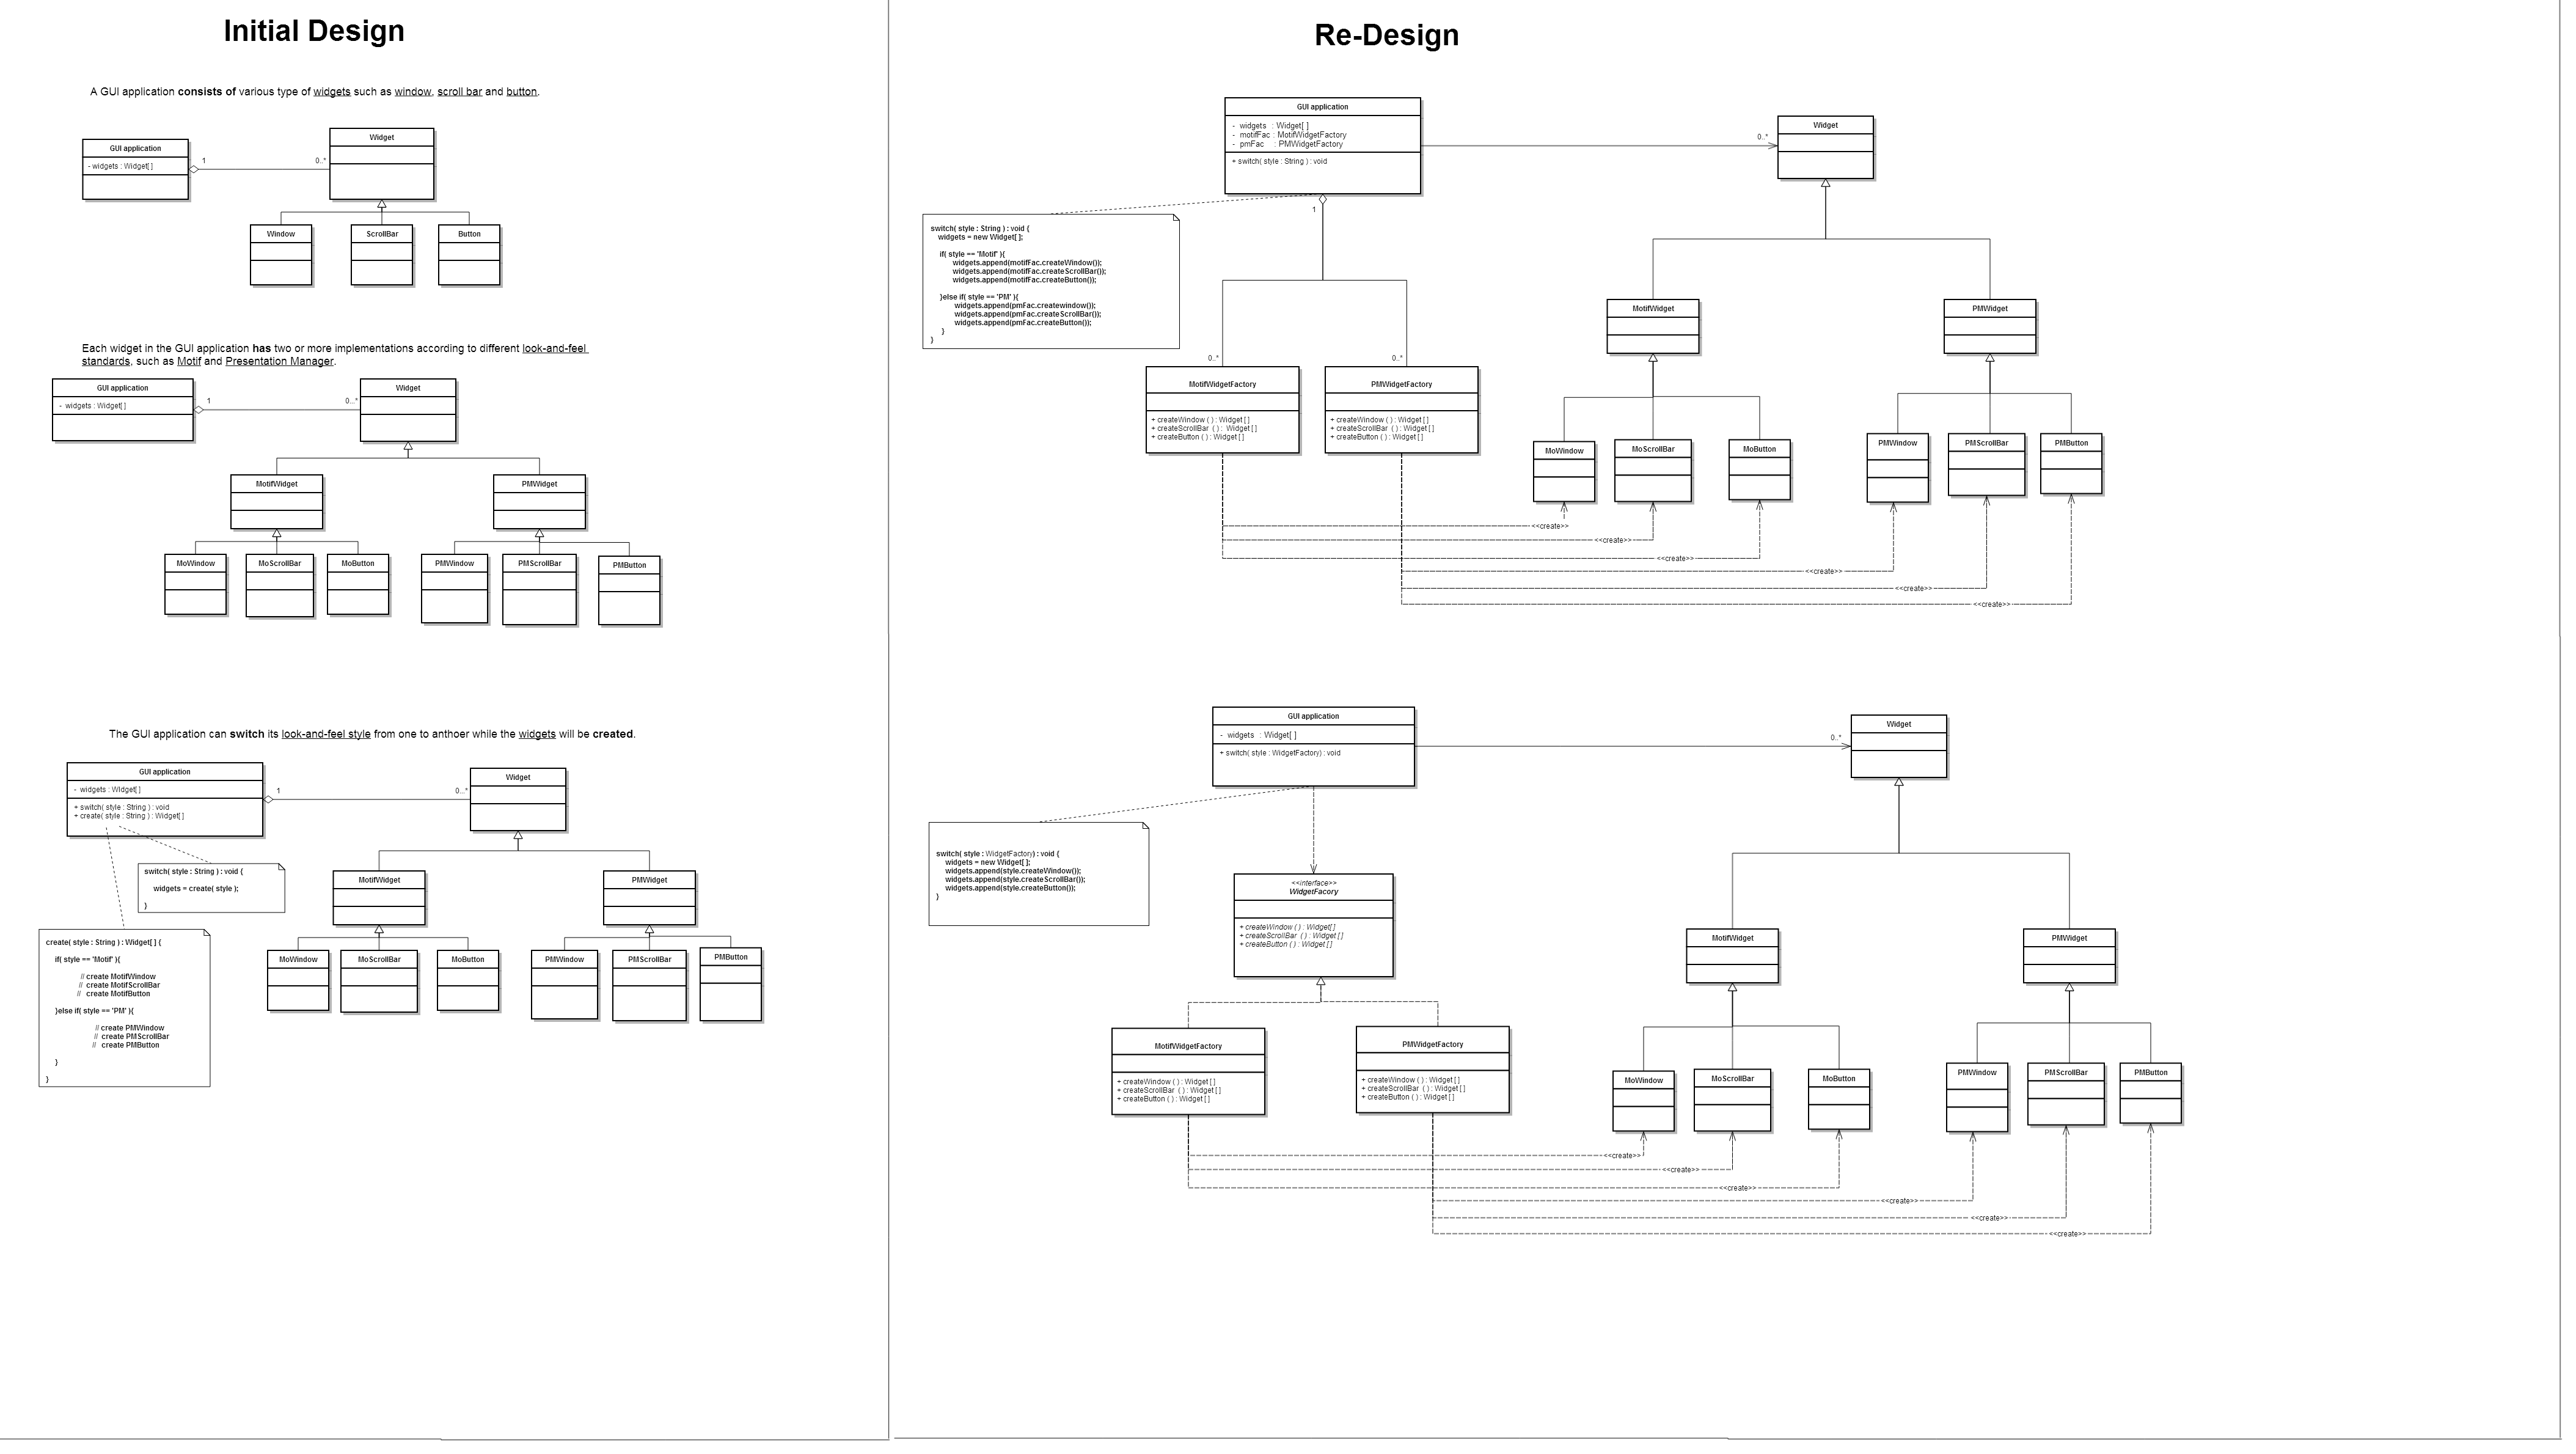 Initial Design
A GUI application consists of various type of widgets such as window, scroll bar and button.
GUI application
- widgets : Widget[ ]
1
0..*
Widget
Window
ScrollBar
Button
Each widget in the GUI application has two or more implementations according to different look-and-feel
standards, such as Motif and Presentation Manager.
GUI application
- widgets : Widget[ ]
1
0..*
Widget
MotifWidget
PMWidget
MoWindow
MoScrollBar
MoButton
PMWindow
PMScrollBar
PMButton
The GUI application can switch its look-and-feel style from one to anthoer while the widgets will be created.
GUI application
- widgets : Widget[ ]
+ switch( style : String ) : void
+ create( style : String ) : Widget[ ]
1
0..*
Widget
switch( style : String ) : void {
widgets = create( style );
}
MotifWidget
PMWidget
create( style : String ) : Widget[ ] {
if( style == 'Motif' ){
// create MotifWindow
// create MotifScrollBar
// create MotifButton
}else if( style == 'PM' ){
// create PMWindow
// create PMScrollBar
// create PMButton
}
}
MoWindow
MoScrollBar
MoButton
PMWindow
PMScrollBar
PMButton
Re-Design
GUI application
- widgets : Widget[ ]
- motifFac : MotifWidgetFactory
- pmFac : PMWidgetFactory
+ switch( style : String ) : void
0..*
Widget
1
switch( style : String ) : void {
widgets = new Widget[ ];
if( style == 'Motif' ){
widgets.append(motifFac.createWindow());
widgets.append(motifFac.createScrollBar());
widgets.append(motifFac.createButton());
}else if( style == 'PM' ){
widgets.append(pmFac.createwindow());
widgets.append(pmFac.createScrollBar());
widgets.append(pmFac.createButton());
}
}
0..*
0..*
MotifWidgetFactory
+ createWindow ( ) : Widget [ ]
+ createScrollBar ( ) : Widget [ ]
+ createButton ( ) : Widget [ ]
PMWidgetFactory
+ createWindow ( ) : Widget [ ]
+ createScrollBar ( ) : Widget [ ]
+ createButton ( ) : Widget [ ]
MotifWidget
PMWidget
MoWindow
MoScrollBar
MoButton
PMWindow
PMScrollBar
PMButton
<<create>>
<<create>>
<<create>>
<<create>>
<<create>>
<<create>>
GUI application
- widgets : Widget[ ]
+ switch( style : WidgetFactory) : void
0..*
Widget
switch( style : WidgetFactory) : void {
widgets = new Widget[ ];
widgets.append(style.createWindow());
widgets.append(style.createScrollBar());
widgets.append(style.createButton());
}
<<interface>>
WidgetFacory
+ createWindow ( ) : Widget[ ]
+ createScrollBar ( ) : Widget [ ]
+ createButton ( ) : Widget [ ]
MotifWidget
PMWidget
MotifWidgetFactory
+ createWindow ( ) : Widget [ ]
+ createScrollBar ( ) : Widget [ ]
+ createButton ( ) : Widget [ ]
PMWidgetFactory
+ createWindow ( ) : Widget [ ]
+ createScrollBar ( ) : Widget [ ]
+ createButton ( ) : Widget [ ]
MoWindow
MoScrollBar
MoButton
PMWindow
PMScrollBar
PMButton
<<create>>
<<create>>
<<create>>
<<create>>
<<create>>
<<create>>